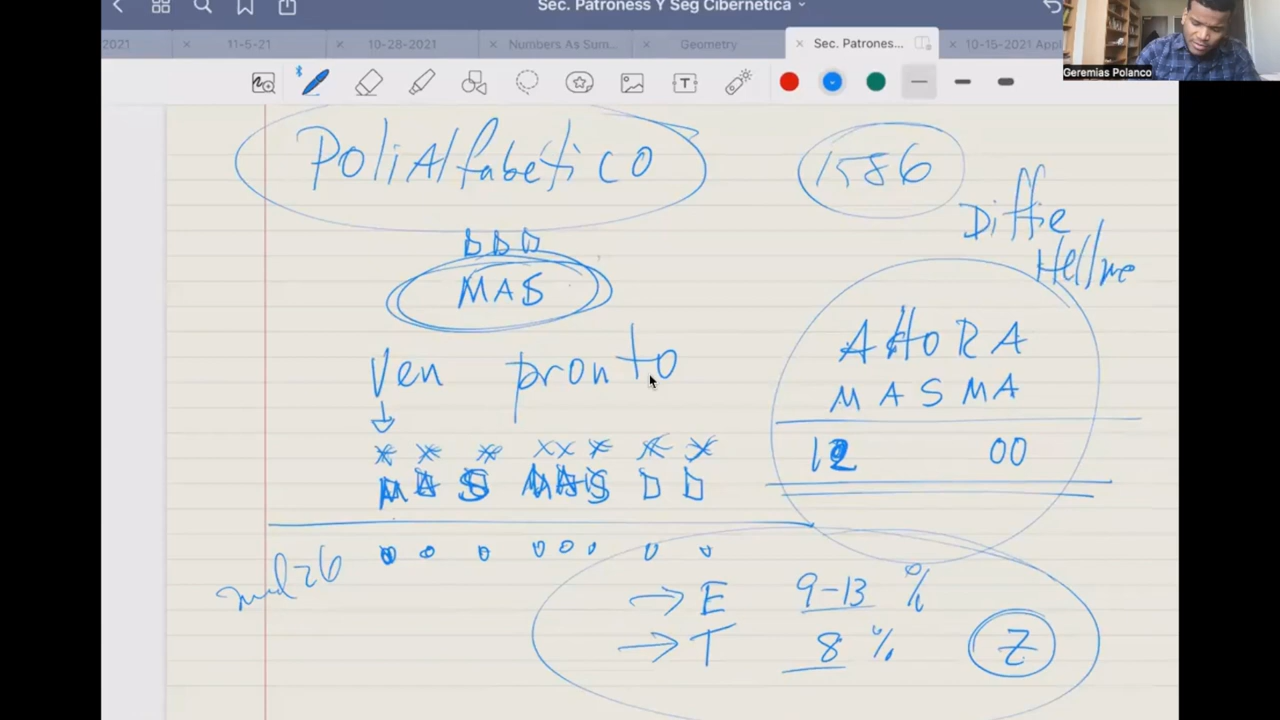 Sec. Patroness Y Seg Cibernetica
2021
11-5-21
10-28-2021
Numbers As Sum...
Geometry
Sec. Patrones...
10-15-2021 Appl
Geremias Polanco
PoliAlfabético
1586
Diffie
Hellme
MAS
Ven pronto
AHORA
MASMA
12 00
MAS MAS
mod 26
→ E 9-13 %
→ T 8 %
Z